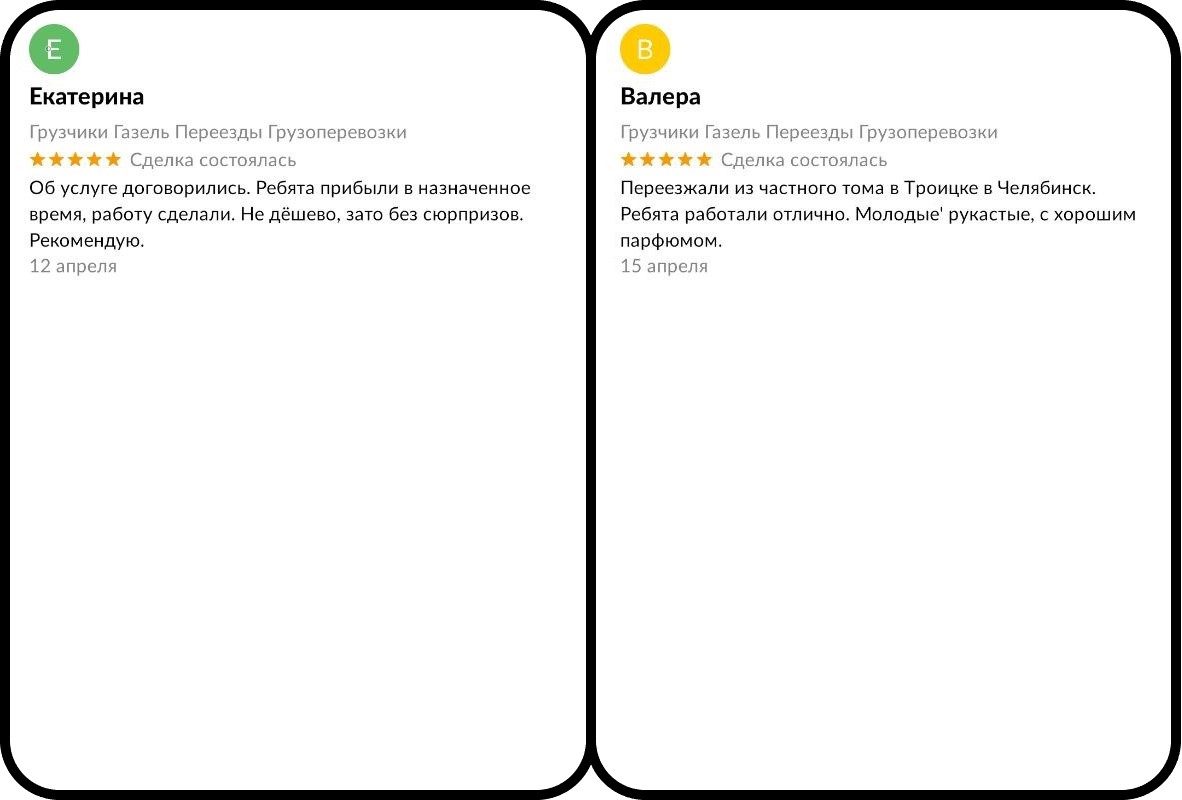 Е
Екатерина
Грузчики Газель Переезды Грузоперевозки
Сделка состоялась
Об услуге договорились. Ребята прибыли в назначенное
время, работу сделали. Не дёшево, зато без сюрпризов.
Рекомендую.
12 апреля
В
Валера
Грузчики Газель Переезды Грузоперевозки
Сделка состоялась
Переезжали из частного тома в Троицке в Челябинск.
Ребята работали отлично. Молодые' рукастые, с хорошим
парфюмом.
15 апреля